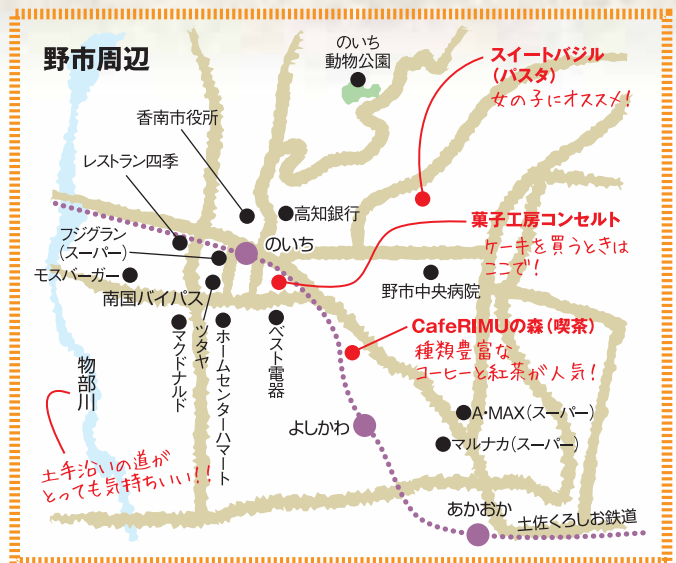 野市周辺
のいち
動物公園
スイートバジル
(パスタ)
女の子にオススメ!
香南市役所
レストラン四季
高知銀行
フジグラン
(スーパー)
のいち
菓子工房コンセルト
ケーキを買うときは
ここで!
モスバーガー
南国バイパス
野市中央病院
マクドナルド
ツタヤ
ホームセンターハマート
ベスト電器
CafeRIMUの森(喫茶)
種類豊富な
コーヒーと紅茶が人気!
物部川
土手沿いの道が
とっても気持ちいい!!
よしかわ
A・MAX(スーパー)
マルナカ(スーパー)
あかおか
土佐くろしお鉄道